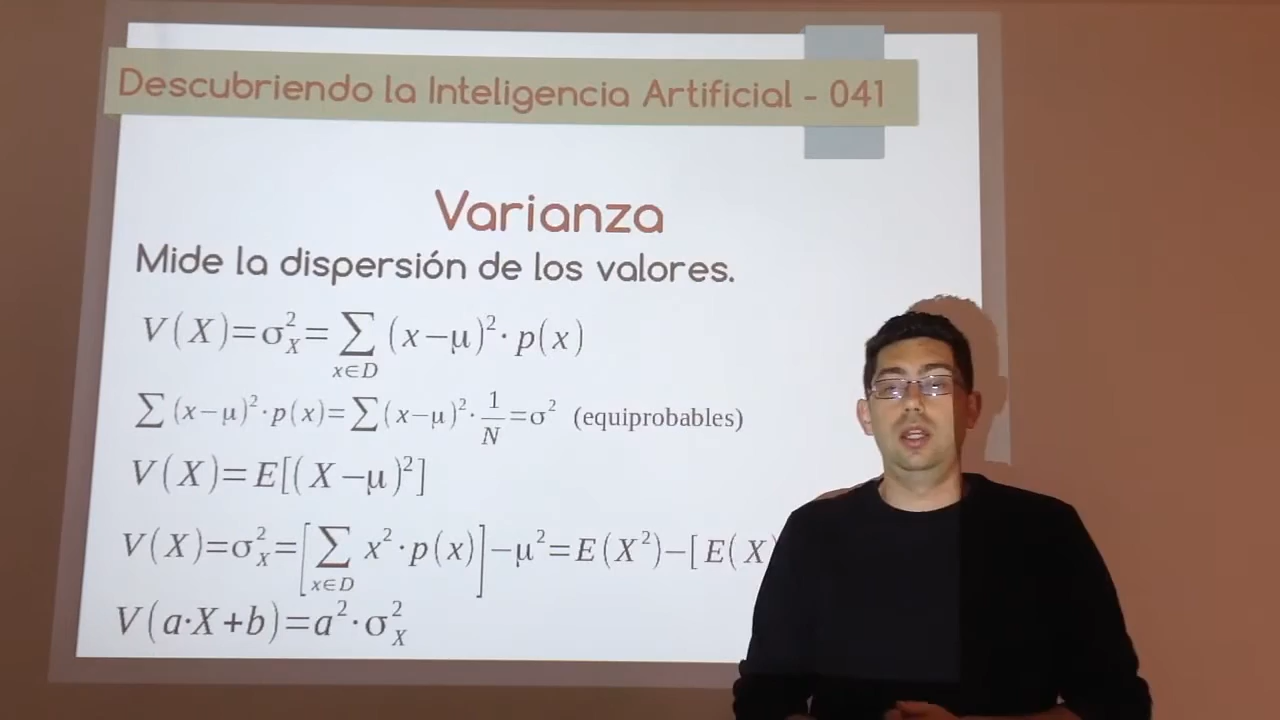 Descubriendo la Inteligencia Artificial - 041
Varianza
Mide la dispersión de los valores.
V(X)=σ²_X=∑_{x∈D} (x−μ)²·p(x)
∑(x−μ)²·p(x)=∑(x−μ)²·1/N=σ² (equiprobables)
V(X)=E[(X−μ)²]
V(X)=σ²_X=[∑_{x∈D} x²·p(x)]−μ²=E(X²)−[E(X)
V(a·X+b)=a²·σ²_X